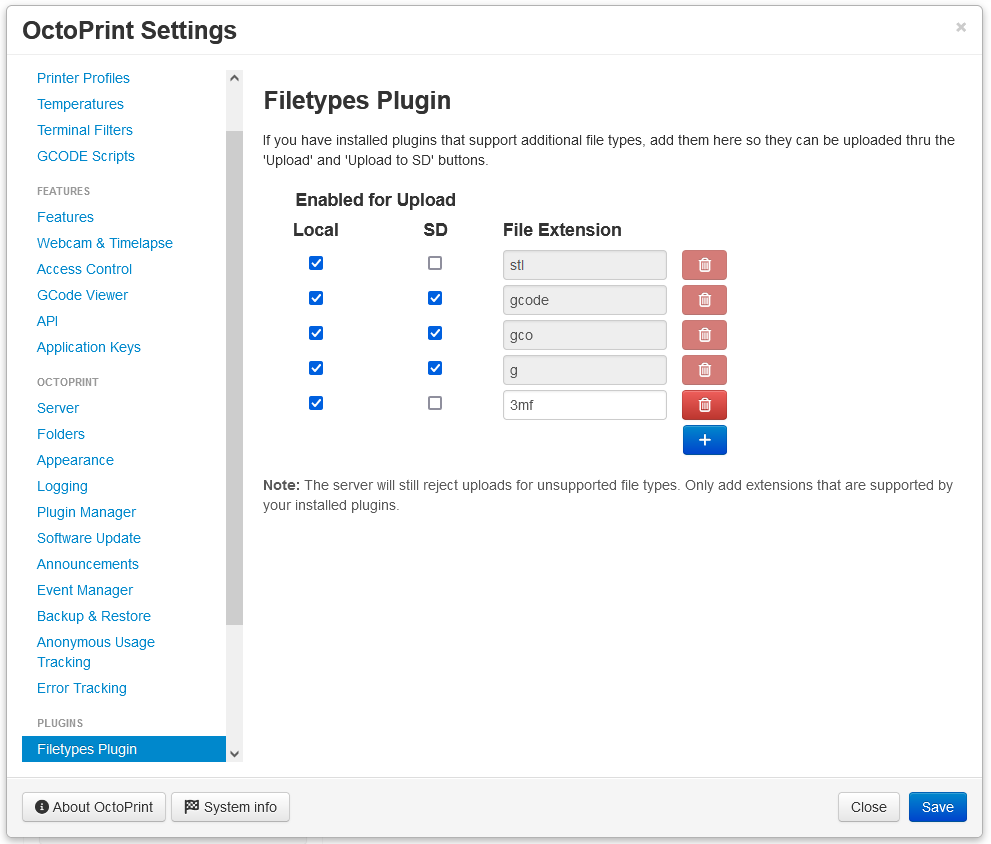 OctoPrint Settings
×
Printer Profiles
Temperatures
Terminal Filters
GCODE Scripts
FEATURES
Features
Webcam & Timelapse
Access Control
GCode Viewer
API
Application Keys
OCTOPRINT
Server
Folders
Appearance
Logging
Plugin Manager
Software Update
Announcements
Event Manager
Backup & Restore
Anonymous Usage
Tracking
Error Tracking
PLUGINS
Filetypes Plugin
Filetypes Plugin
If you have installed plugins that support additional file types, add them here so they can be uploaded thru the
'Upload' and 'Upload to SD' buttons.
Enabled for Upload
Local SD File Extension
stl
gcode
gco
g
3mf
+
Note: The server will still reject uploads for unsupported file types. Only add extensions that are supported by
your installed plugins.
About OctoPrint System info Close Save